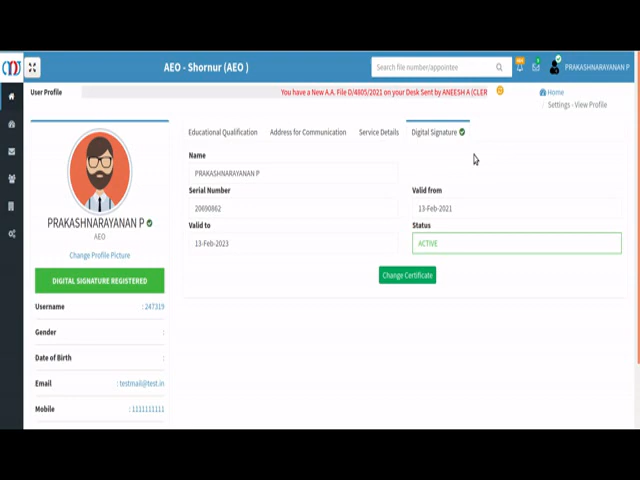 AEO - Shornur (AEO )
Search file number/appointee
PRAKASHNARAYANAN P
User Profile
You have a New A.A. File D/4805/2021 on your Desk Sent by ANEESH A (CLER
Home
/ Settings - View Profile
Educational Qualification
Address for Communication
Service Details
Digital Signature
PRAKASHNARAYANAN P
AEO
Change Profile Picture
DIGITAL SIGNATURE REGISTERED
Username : 247319
Gender :
Date of Birth :
Email : testmail@test.in
Mobile : 1111111111
Name
PRAKASHNARAYANAN P
Serial Number
20690862
Valid from
13-Feb-2021
Valid to
13-Feb-2023
Status
ACTIVE
Change Certificate